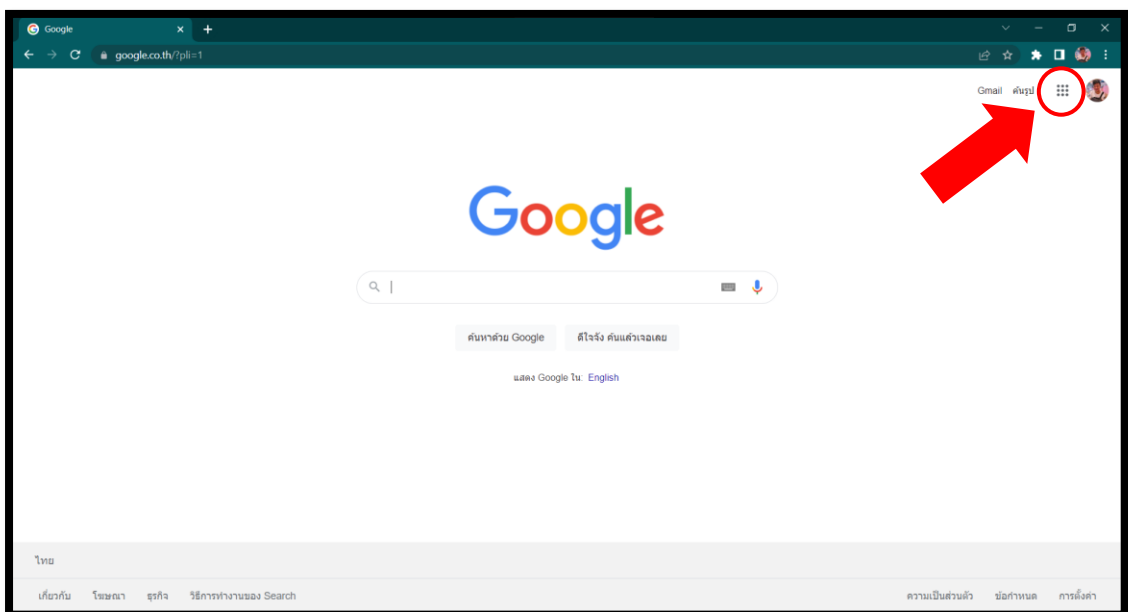 Google
google.co.th/?pli=1
Gmail ค้นรูป
Google
ค้นหาด้วย Google ดีใจจัง ค้นแล้วเจอเลย
แสดง Google ใน: English
ไทย
เกี่ยวกับ โฆษณา ธุรกิจ วิธีการทำงานของ Search ความเป็นส่วนตัว ข้อกำหนด การตั้งค่า